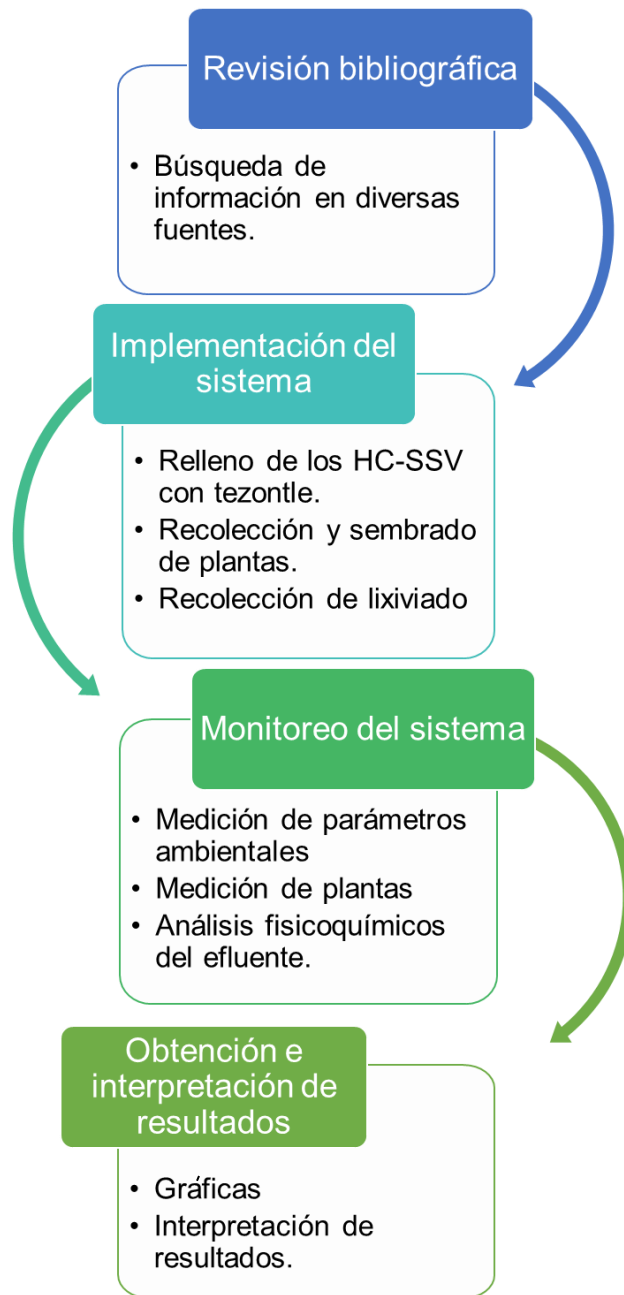 Revisión bibliográfica
• Búsqueda de
información en diversas
fuentes.
Implementación del
sistema
• Relleno de los HC-SSV
con tezontle.
• Recolección y sembrado
de plantas.
• Recolección de lixiviado
Monitoreo del sistema
• Medición de parámetros
ambientales
• Medición de plantas
• Análisis fisicoquímicos
del efluente.
Obtención e
interpretación de
resultados
• Gráficas
• Interpretación de
resultados.